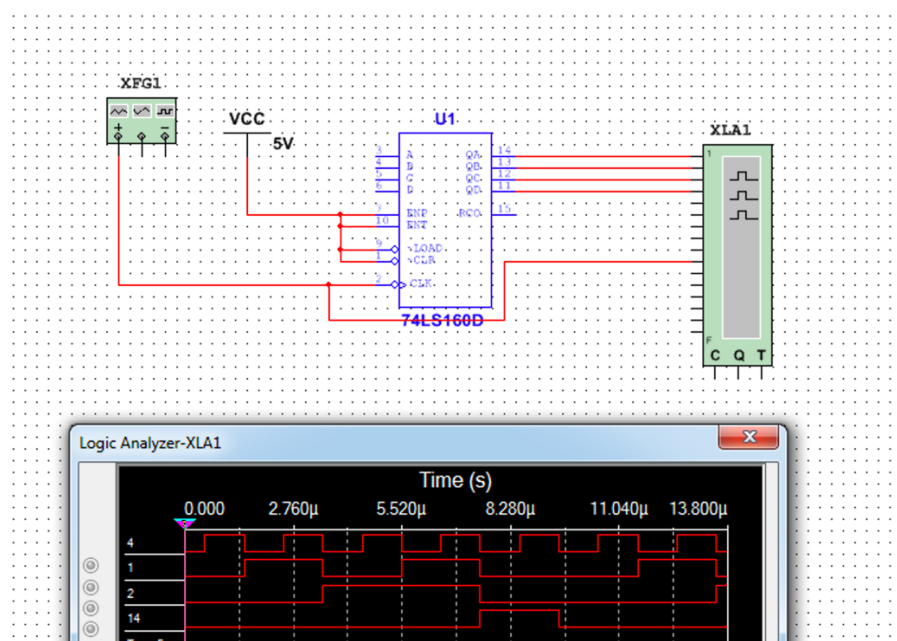 XFG1
VCC
5V
U1
XLA1
3 A QA 14
4 B QB 13
5 C QC 12
6 D QD 11
7 ENP RCO 15
10 ENT
9 ~LOAD
1 ~CLR
2 CLK
74LS160D
1
F
C Q T
Logic Analyzer-XLA1
Time (s)
0.000 2.760µ 5.520µ 8.280µ 11.040µ 13.800µ
4
1
2
14